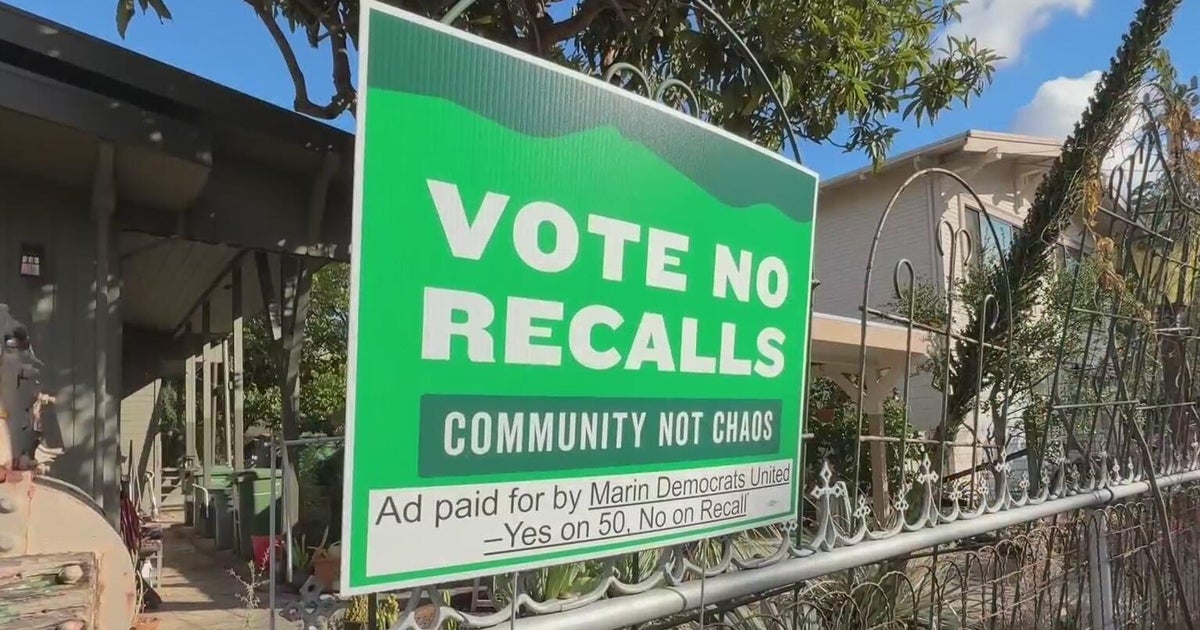 VOTE NO
RECALLS
COMMUNITY NOT CHAOS
Ad paid for by Marin Democrats United
–Yes on 50, No on Recall